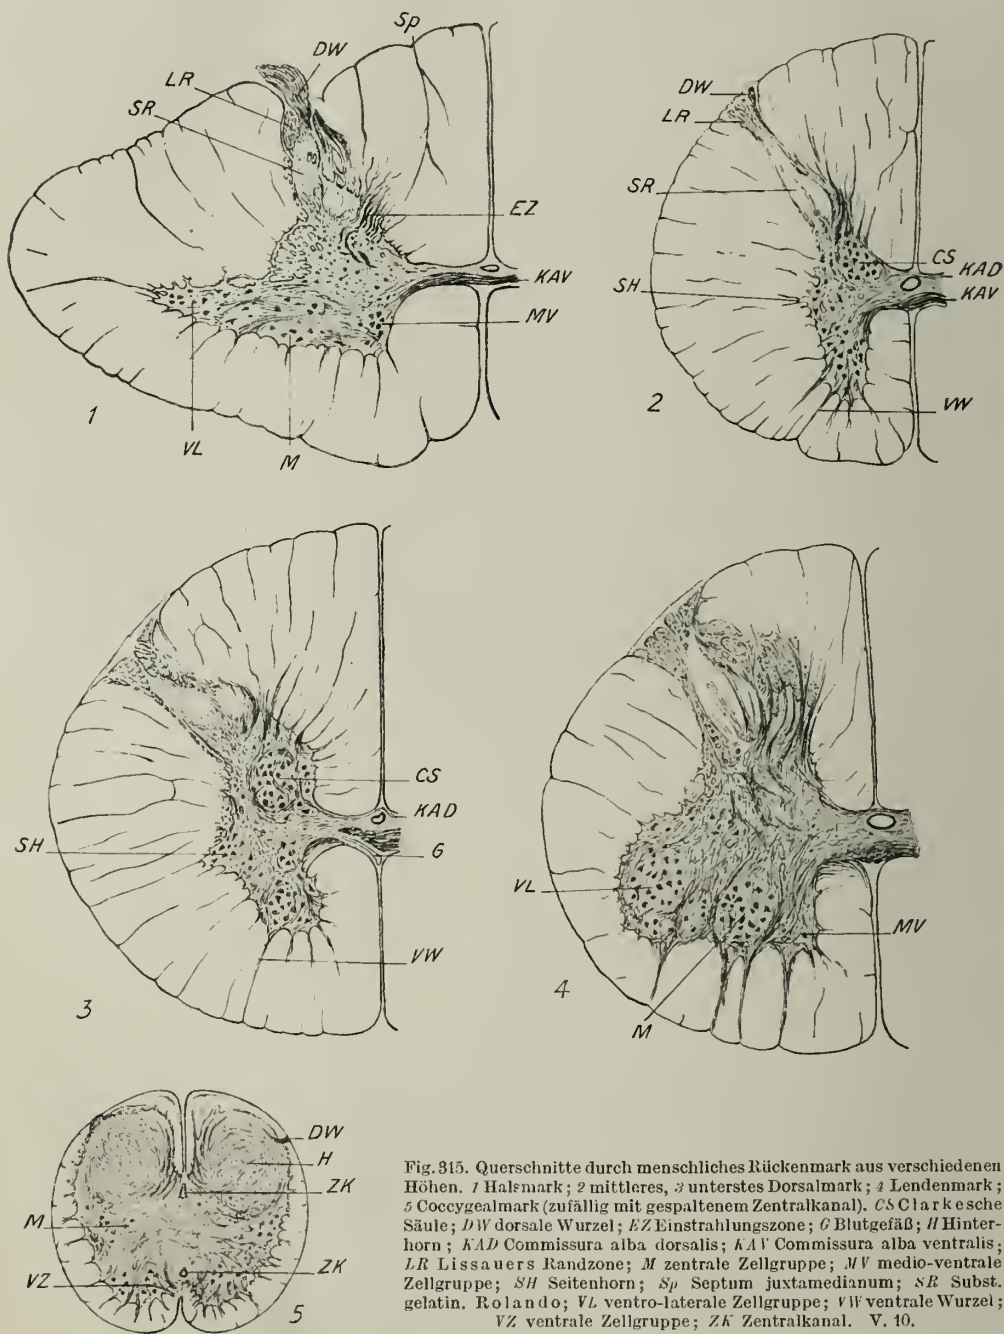 Sp
DW
LR
SR
EZ
KAV
MV
VL
M
1
DW
LR
SR
CS
KAD
KAV
SH
VW
2
CS
KAD
G
SH
VW
3
VL
MV
M
4
DW
H
ZK
M
ZK
VZ
5
Fig. 315. Querschnitte durch menschliches Rückenmark aus verschiedenen
Höhen. 1 Halsmark; 2 mittleres, 3 unterstes Dorsalmark; 4 Lendenmark;
5 Coccygealmark (zufällig mit gespaltenem Zentralkanal). CS Clarkesche
Säule; DW dorsale Wurzel; EZ Einstrahlungszone; G Blutgefäß; H Hinter-
horn; KAD Commissura alba dorsalis; KAV Commissura alba ventralis;
LR Lissauers Randzone; M zentrale Zellgruppe; MV medio-ventrale
Zellgruppe; SH Seitenhorn; Sp Septum juxtamedianum; SR Subst.
gelatin. Rolando; VL ventro-laterale Zellgruppe; VW ventrale Wurzel;
VZ ventrale Zellgruppe; ZK Zentralkanal. V. 10.